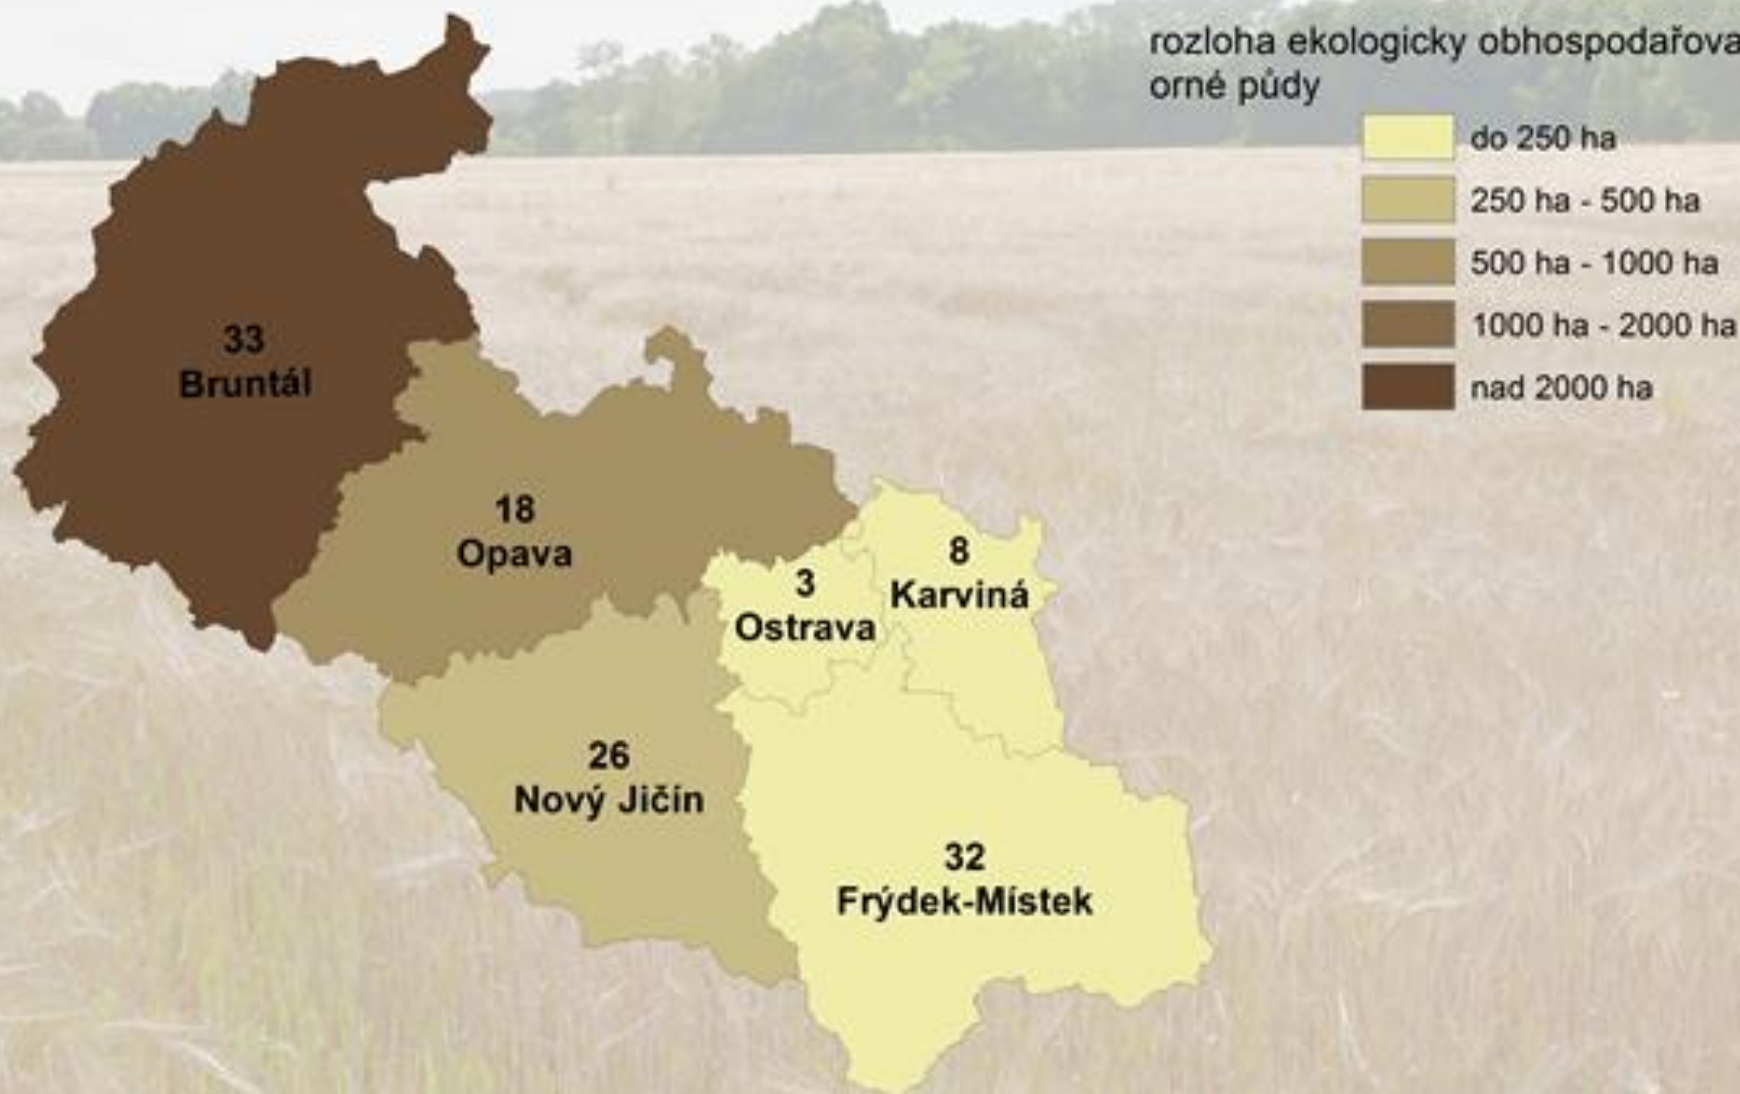 rozloha ekologicky obhospodařova
orné půdy
do 250 ha
250 ha - 500 ha
500 ha - 1000 ha
1000 ha - 2000 ha
nad 2000 ha
33
Bruntál
18
Opava
8
Karviná
3
Ostrava
26
Nový Jičín
32
Frýdek-Místek